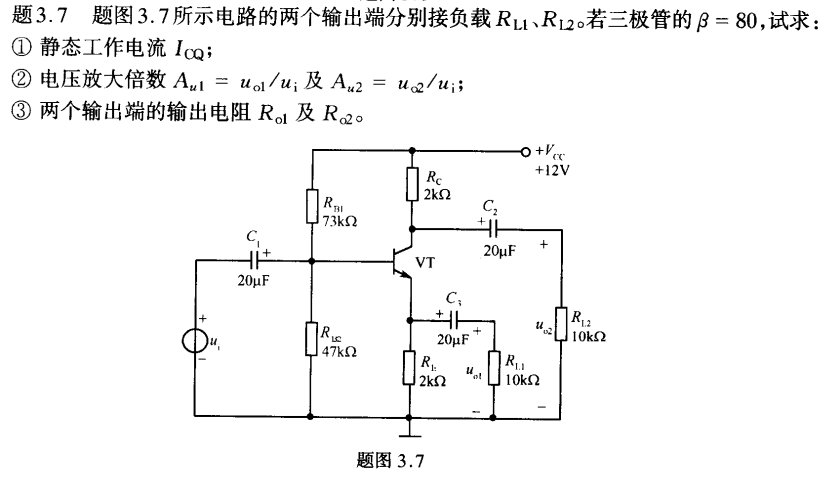 题3.7 题图3.7所示电路的两个输出端分别接负载 R_L1、R_L2。若三极管的 β = 80,试求:
① 静态工作电流 I_CQ;
② 电压放大倍数 A_u1 = u_o1/u_i 及 A_u2 = u_o2/u_i;
③ 两个输出端的输出电阻 R_o1 及 R_o2。
+V_CC
+12V
R_C
2kΩ
R_B1
73kΩ
C_2
+
20μF
+
C_1
+
20μF
VT
C_3
+
20μF
+
+
u_i
−
R_B2
47kΩ
u_o2
R_L2
10kΩ
R_E
2kΩ
u_o1
R_L1
10kΩ
−
−
题图 3.7